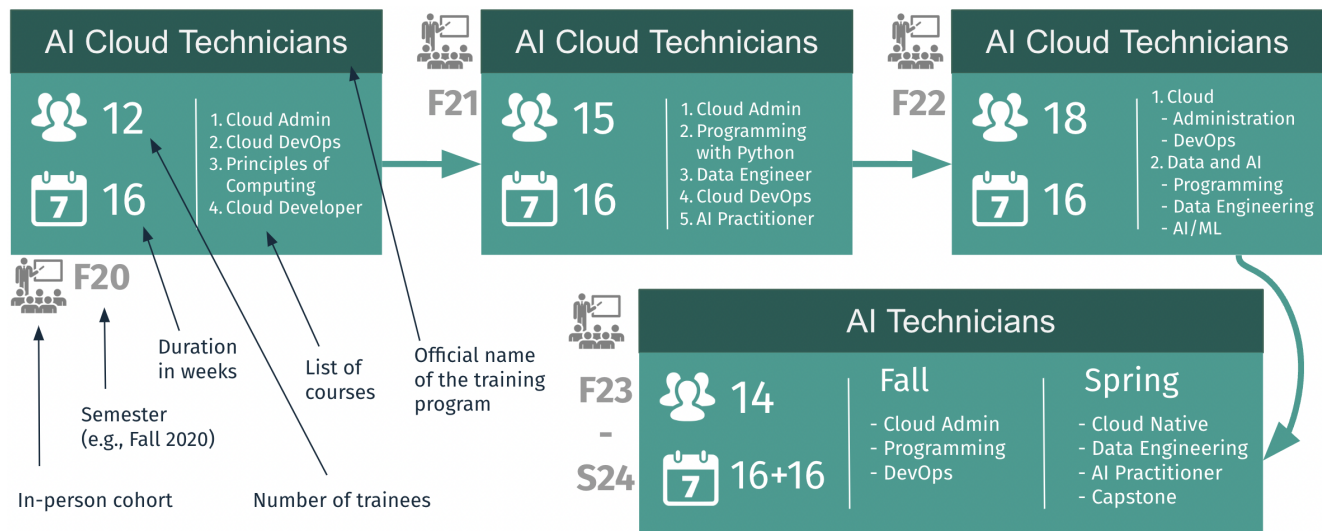 AI Cloud Technicians
12
16
7
1. Cloud Admin
2. Cloud DevOps
3. Principles of
Computing
4. Cloud Developer
F20
In-person cohort
Semester
(e.g., Fall 2020)
Duration
in weeks
Number of trainees
List of
courses
Official name
of the training
program
F21
AI Cloud Technicians
15
7
16
1. Cloud Admin
2. Programming
with Python
3. Data Engineer
4. Cloud DevOps
5. AI Practitioner
F22
AI Cloud Technicians
18
7
16
1. Cloud
- Administration
- DevOps
2. Data and AI
- Programming
- Data Engineering
- AI/ML
F23
-
S24
AI Technicians
14
7
16+16
Fall
- Cloud Admin
- Programming
- DevOps
Spring
- Cloud Native
- Data Engineering
- AI Practitioner
- Capstone